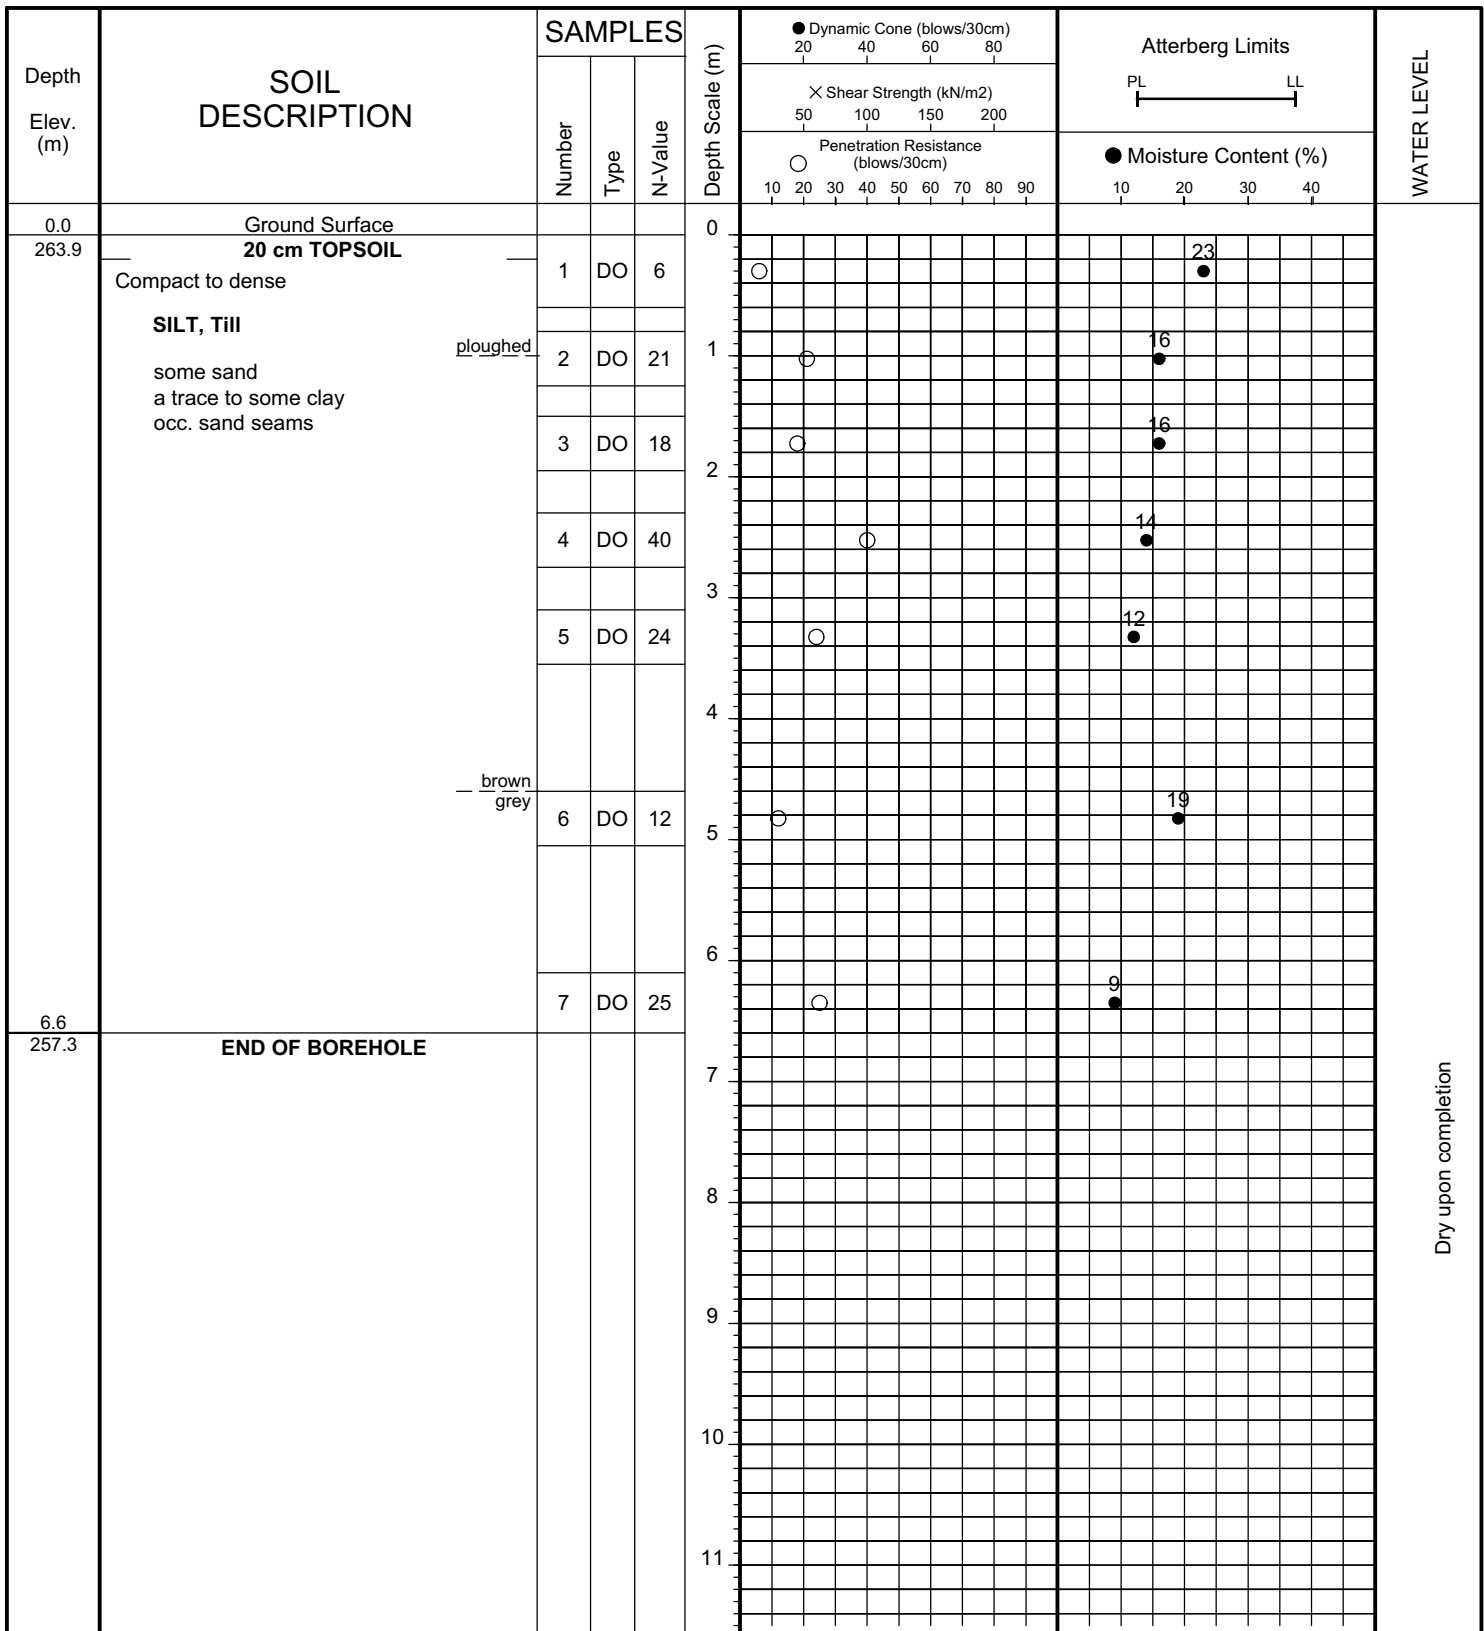 Depth
Elev.
(m)
SOIL
DESCRIPTION
SAMPLES
Number
Type
N-Value
Depth Scale (m)
Dynamic Cone (blows/30cm)
20 40 60 80
Shear Strength (kN/m2)
50 100 150 200
Penetration Resistance
(blows/30cm)
10 20 30 40 50 60 70 80 90
Atterberg Limits
PL LL
Moisture Content (%)
10 20 30 40
WATER LEVEL
0.0 Ground Surface 0
263.9 20 cm TOPSOIL
Compact to dense
1 DO 6 23
SILT, Till
ploughed
2 DO 21 1 16
some sand
a trace to some clay
occ. sand seams
3 DO 18 16
2
4 DO 40 14
3
5 DO 24 12
4
brown
grey
6 DO 12 19
5
6
7 DO 25 9
6.6
257.3 END OF BOREHOLE
7
8
9
10
11
Dry upon completion